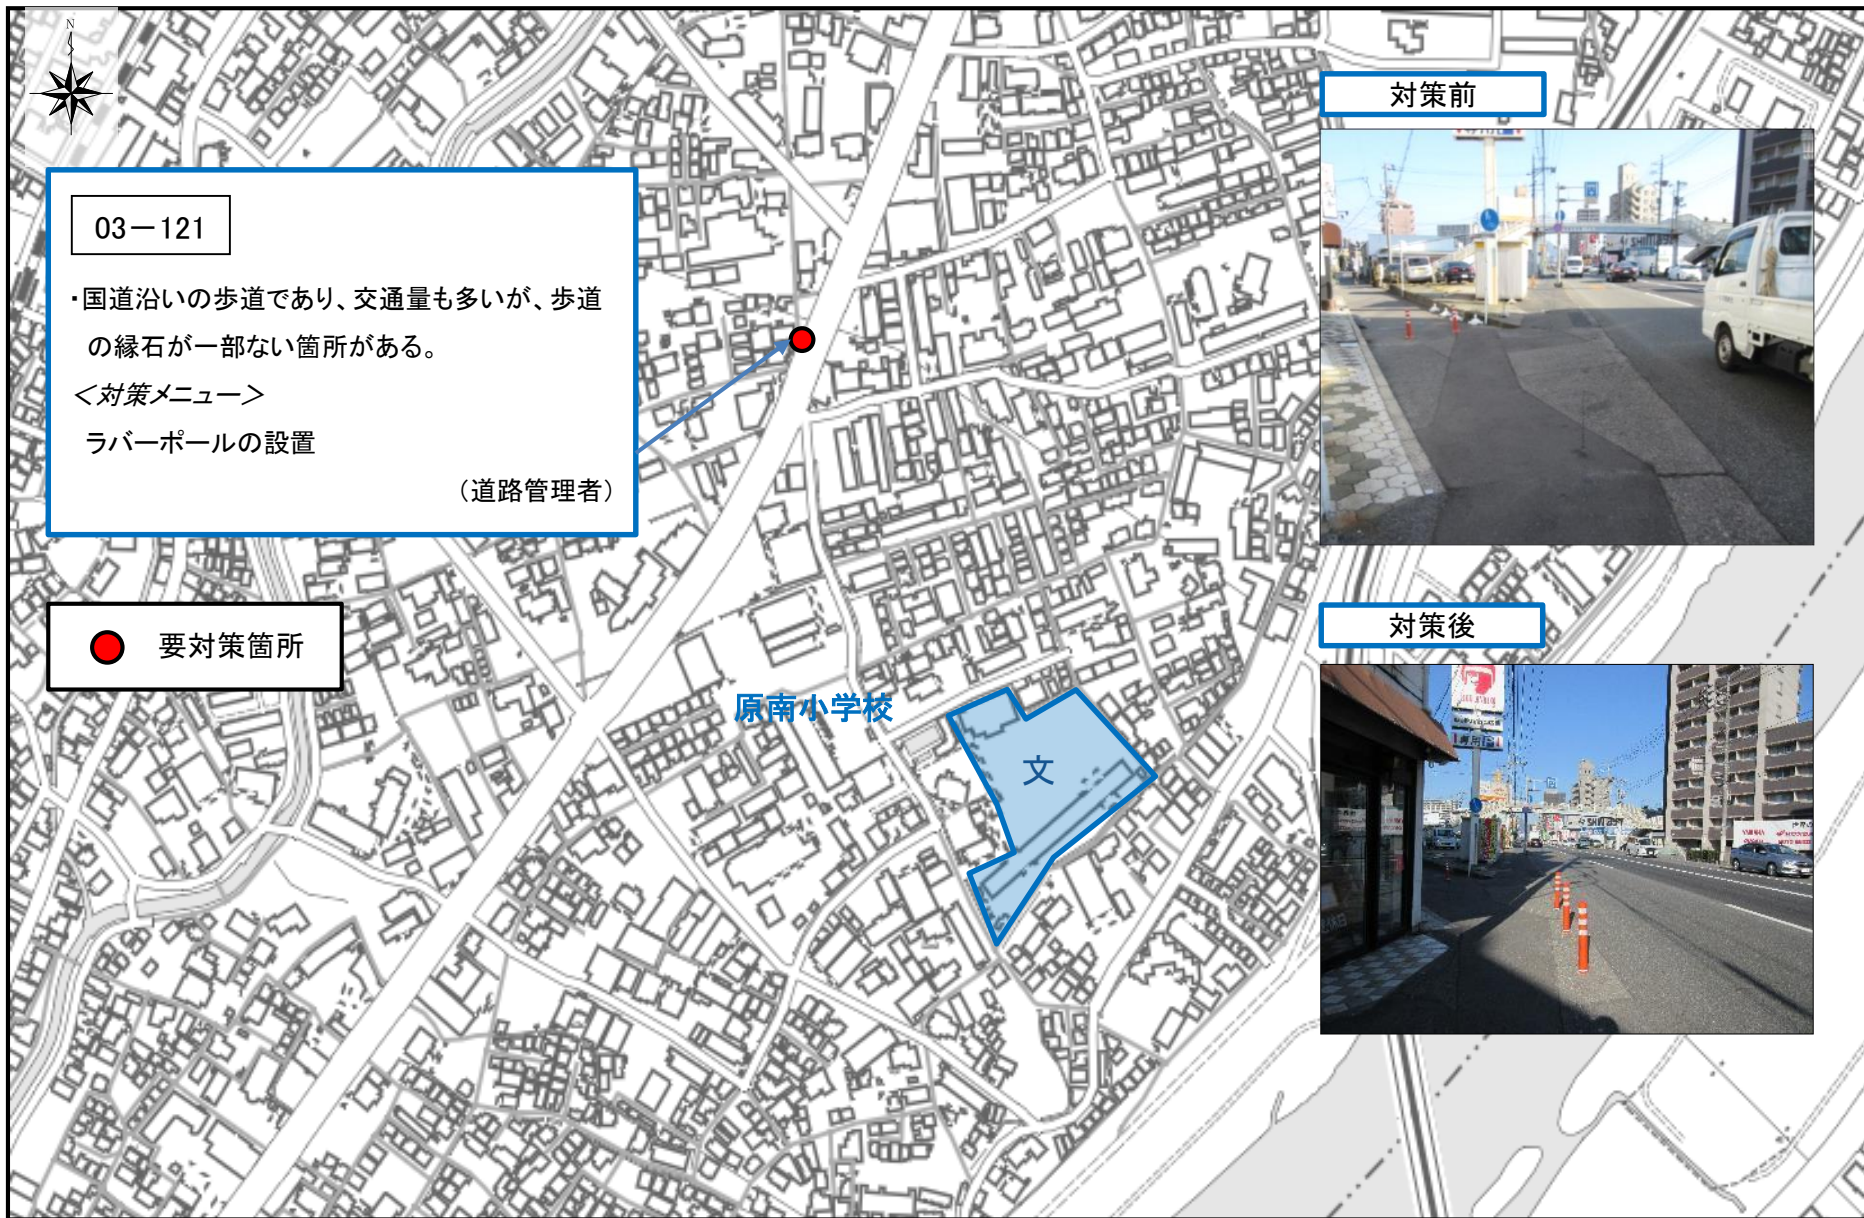 N
03－121
・国道沿いの歩道であり、交通量も多いが、歩道
の縁石が一部ない箇所がある。
＜対策メニュー＞
ラバーポールの設置
（道路管理者）
要対策箇所
原南小学校
文
対策前
対策後